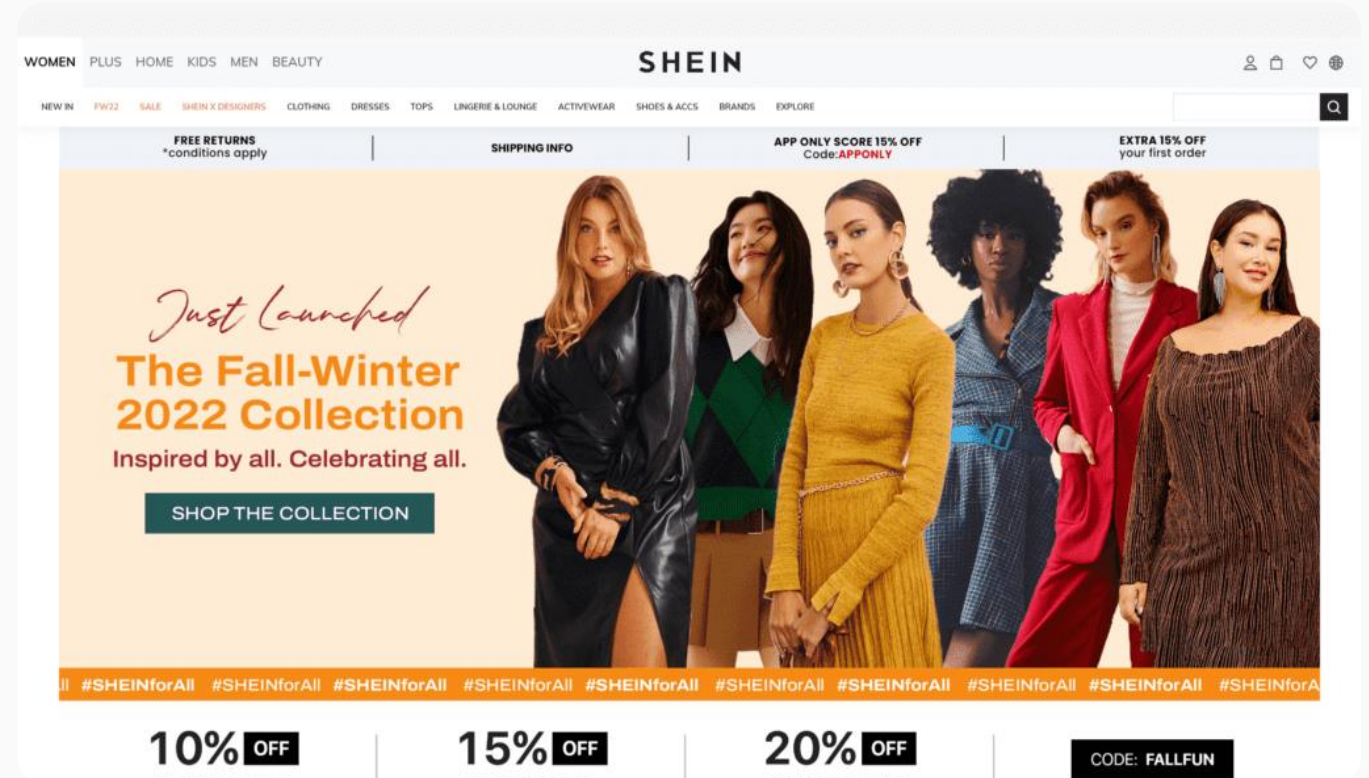 WOMEN PLUS HOME KIDS MEN BEAUTY
SHEIN
NEW IN FW22 SALE SHEIN X DESIGNERS CLOTHING DRESSES TOPS LINGERIE & LOUNGE ACTIVEWEAR SHOES & ACCS BRANDS EXPLORE
FREE RETURNS
*conditions apply
SHIPPING INFO
APP ONLY SCORE 15% OFF
Code:APPONLY
EXTRA 15% OFF
your first order
Just Launched
The Fall-Winter
2022 Collection
Inspired by all. Celebrating all.
SHOP THE COLLECTION
ll #SHEINforAll #SHEINforAll #SHEINforAll #SHEINforAll #SHEINforAll #SHEINforAll #SHEINforAll #SHEINforAll #SHEINforAll #SHEINforA
10% OFF
15% OFF
20% OFF
CODE: FALLFUN